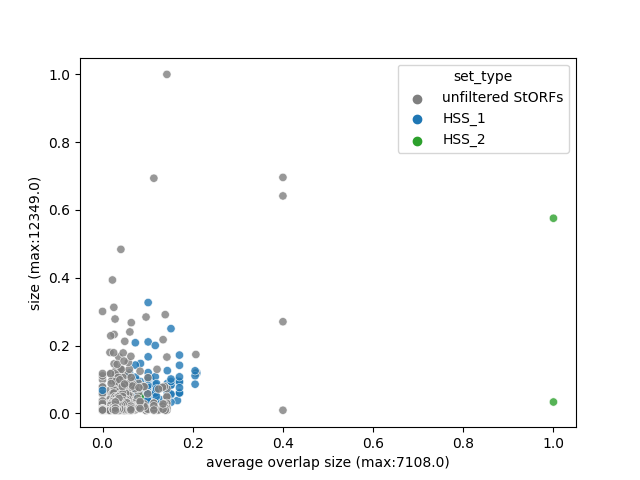 set_type
unfiltered StORFs
HSS_1
HSS_2
1.0
0.8
0.6
0.4
0.2
0.0
size (max:12349.0)
0.0 0.2 0.4 0.6 0.8 1.0
average overlap size (max:7108.0)